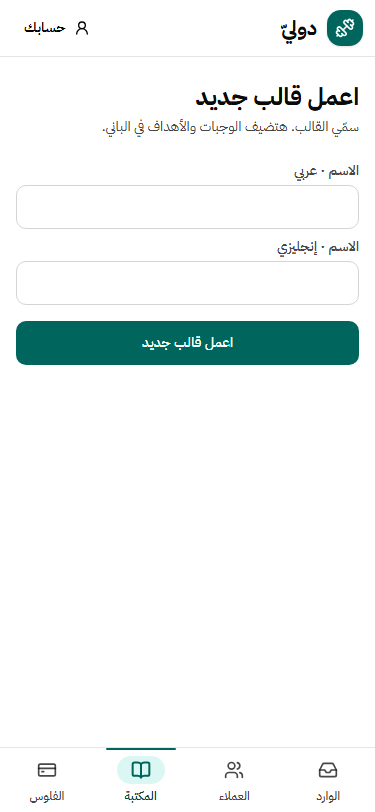 دوليّ
حسابك
اعمل قالب جديد
سمّي القالب. هتضيف الوجبات والأهداف في الباني.
الاسم · عربي
الاسم · إنجليزي
اعمل قالب جديد
الوارد
العملاء
المكتبة
الفلوس